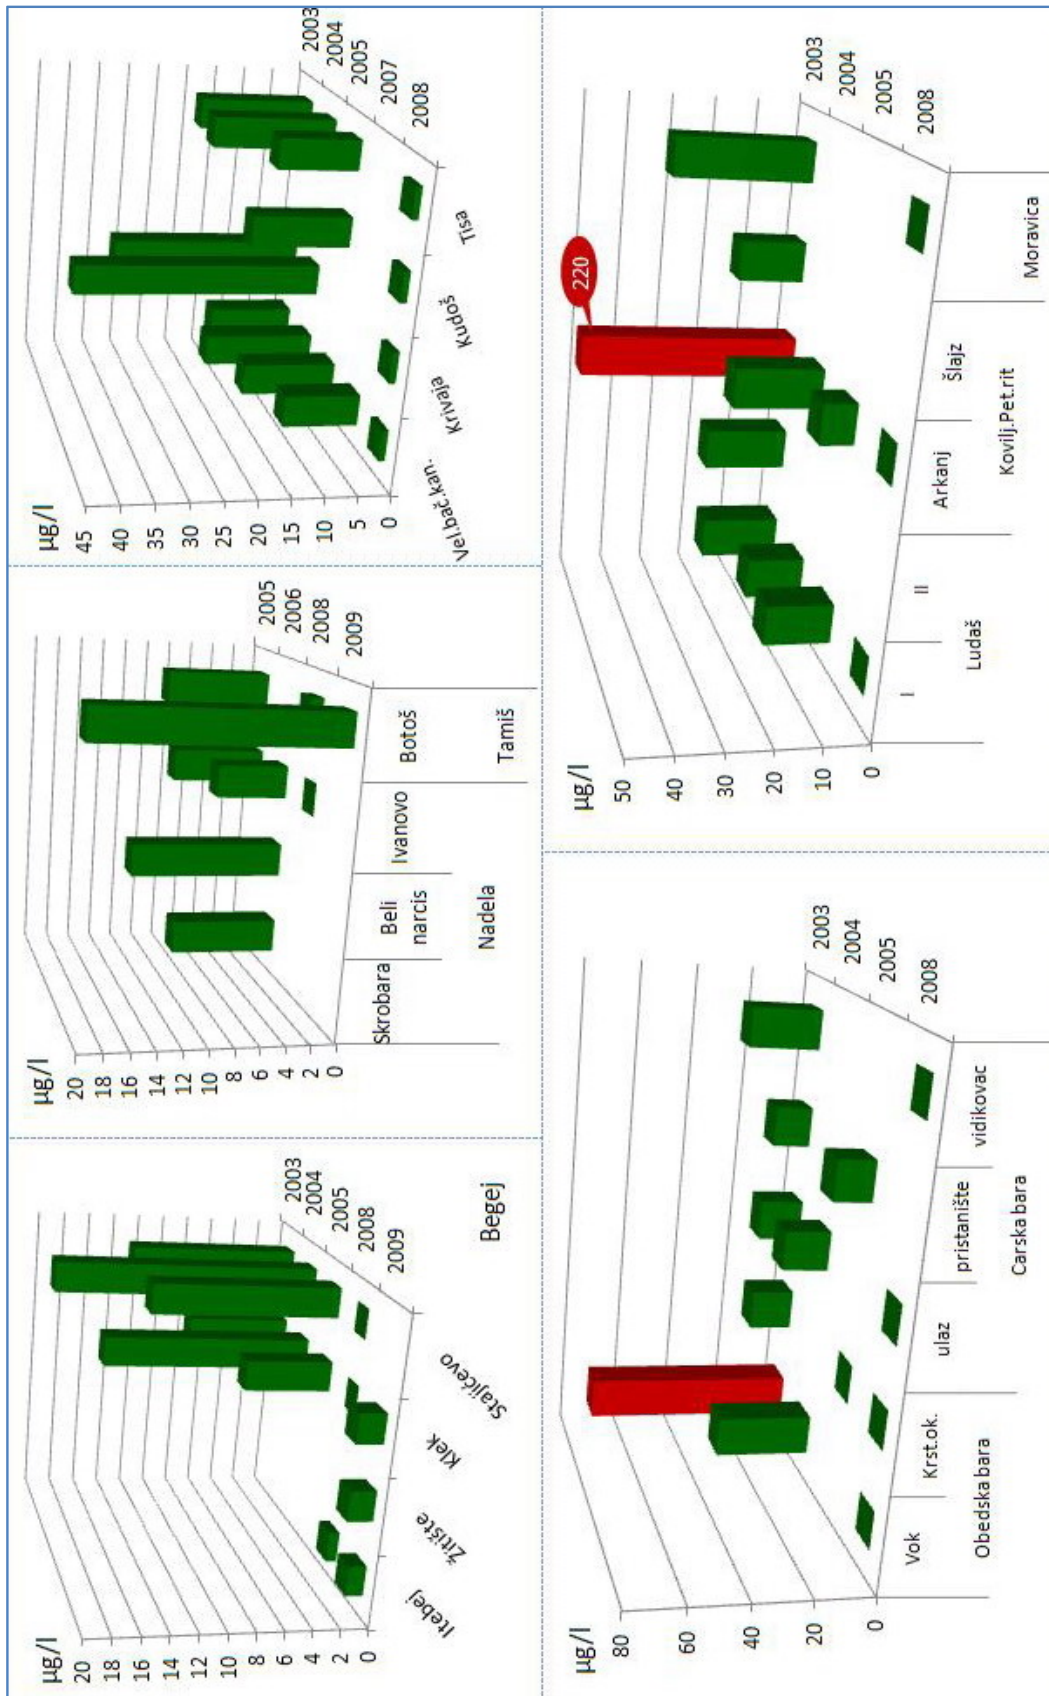 µg/l
20
18
16
14
12
10
8
6
4
2
0
2003
2004
2005
2008
2009
Itebej
Žitište
Klek
Stajićevo
Begej
µg/l
20
18
16
14
12
10
8
6
4
2
0
2005
2006
2008
2009
Skrobara
Beli narcis
Ivanovo
Botoš
Nadela
Tamiš
µg/l
45
40
35
30
25
20
15
10
5
0
2003
2004
2005
2007
2008
Vel.bač.kan.
Krivaja
Kudoš
Tisa
µg/l
80
60
40
20
0
2003
2004
2005
2008
Vok
Krst.ok.
ulaz
pristanište
vidikovac
Obedska bara
Carska bara
µg/l
50
40
30
20
10
0
220
2003
2004
2005
2008
I
II
Arkanj
Šlajz
Moravica
Ludaš
Kovilj.Pet.rit